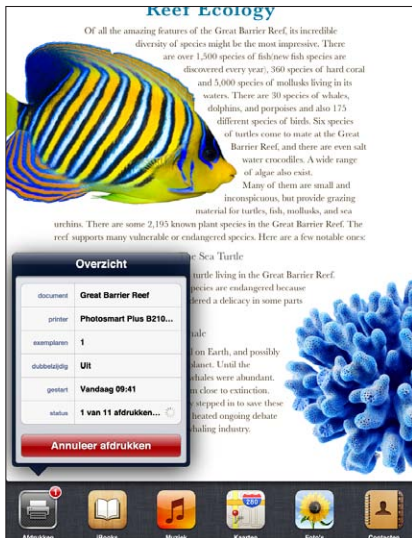 Reef Ecology
Of all the amazing features of the Great Barrier Reef, its incredible
diversity of species might be the most impressive. There
are over 1,500 species of fish(new fish species are
discovered every year), 360 species of hard coral
and 5,000 species of mollusks living in its
waters. There are 30 species of whales,
dolphins, and porpoises and also 175
different species of birds. Six species
of turtles come to mate at the Great
Barrier Reef, and there are even salt
water crocodiles. A wide range
of algae also exist.
Many of them are small and
inconspicuous, but provide grazing
material for turtles, fish, mollusks, and sea
urchins. There are some 2,195 known plant species in the Great Barrier Reef. The
reef supports many vulnerable or endangered species. Here are a few notable ones:
The Sea Turtle
turtle living in the Great Barrier Reef.
species are endangered because
dered a delicacy in some parts
hale
l on Earth, and possibly
planet. Until the
whales were abundant.
m close to extinction.
stepped in to save these
heated ongoing debate
whaling industry.
Overzicht
document Great Barrier Reef
printer Photosmart Plus B210...
exemplaren 1
dubbelzijdig Uit
gestart Vandaag 09:41
status 1 van 11 afdrukken...
Annuleer afdrukken
1
280
Afdrukken iBooks Muziek Kaarten Foto's Contacten